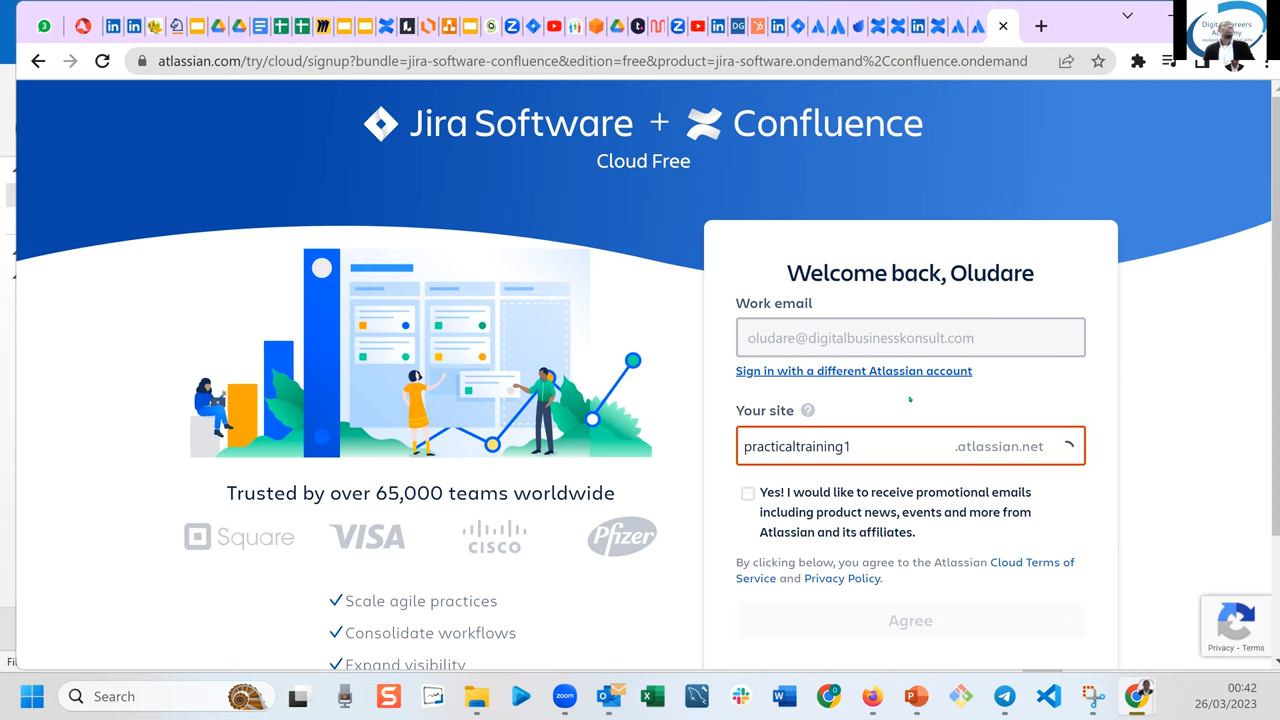 atlassian.com/try/cloud/signup?bundle=jira-software-confluence&edition=free&product=jira-software.ondemand%2Cconfluence.ondemand
Jira Software + Confluence
Cloud Free
Welcome back, Oludare
Work email
oludare@digitalbusinesskonsult.com
Sign in with a different Atlassian account
Your site
practicaltraining1 .atlassian.net
Yes! I would like to receive promotional emails
including product news, events and more from
Atlassian and its affiliates.
By clicking below, you agree to the Atlassian Cloud Terms of
Service and Privacy Policy.
Agree
Trusted by over 65,000 teams worldwide
Square VISA CISCO Pfizer
Scale agile practices
Consolidate workflows
Expand visibility
Privacy - Terms
Search
zoom
00:42
26/03/2023